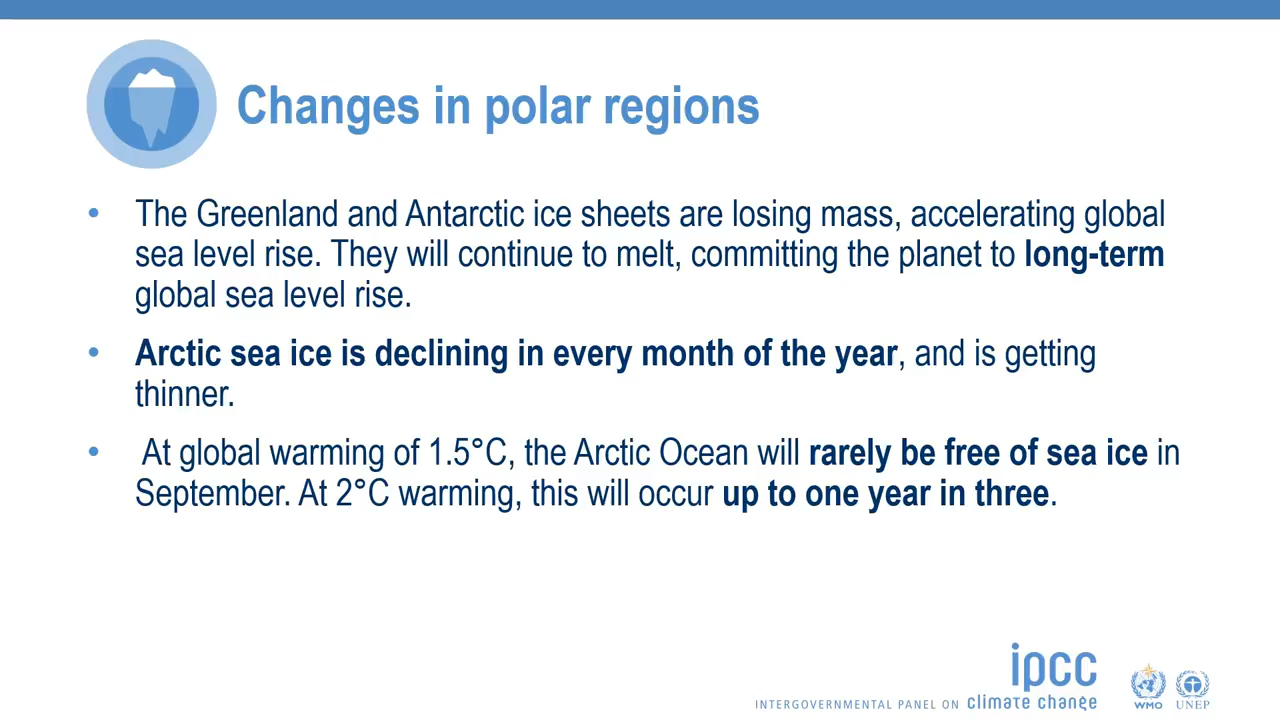 Changes in polar regions
• The Greenland and Antarctic ice sheets are losing mass, accelerating global
sea level rise. They will continue to melt, committing the planet to long-term
global sea level rise.
• Arctic sea ice is declining in every month of the year, and is getting
thinner.
• At global warming of 1.5°C, the Arctic Ocean will rarely be free of sea ice in
September. At 2°C warming, this will occur up to one year in three.
ipcc
INTERGOVERNMENTAL PANEL ON climate change
WMO UNEP